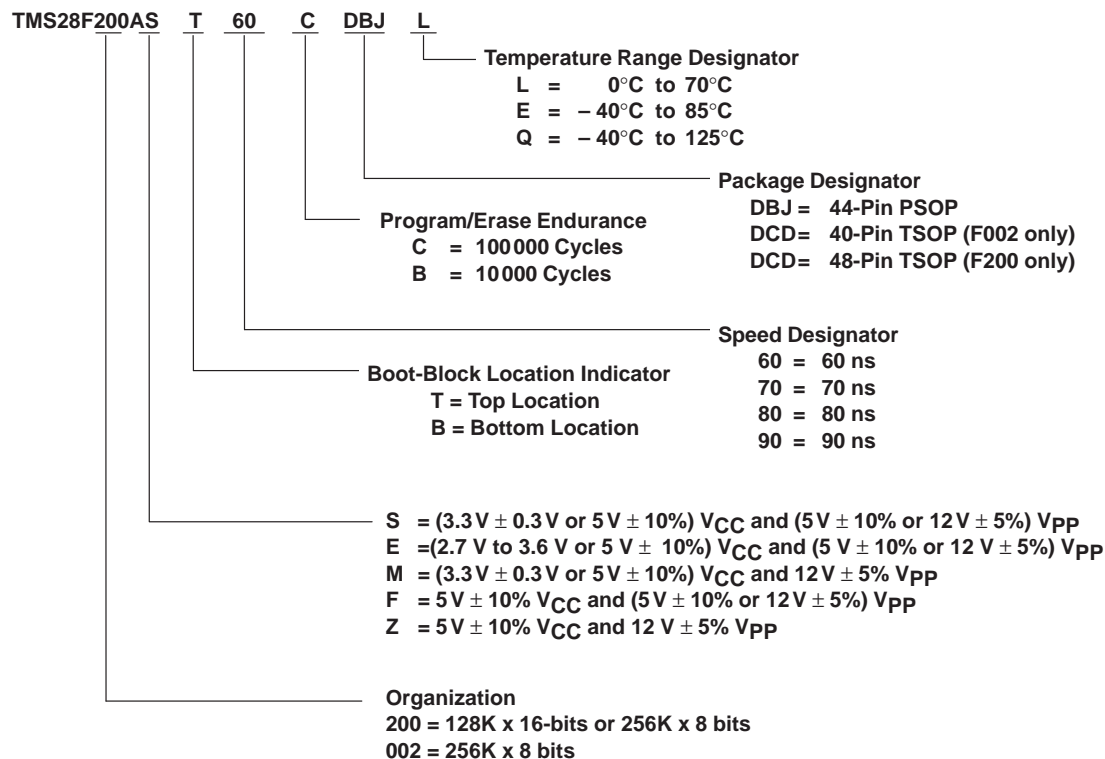 TMS28F200AS T 60 C DBJ L
Temperature Range Designator
L = 0°C to 70°C
E = – 40°C to 85°C
Q = – 40°C to 125°C
Package Designator
DBJ = 44-Pin PSOP
DCD= 40-Pin TSOP (F002 only)
DCD= 48-Pin TSOP (F200 only)
Program/Erase Endurance
C = 100000 Cycles
B = 10000 Cycles
Speed Designator
60 = 60 ns
70 = 70 ns
80 = 80 ns
90 = 90 ns
Boot-Block Location Indicator
T = Top Location
B = Bottom Location
S = (3.3 V ± 0.3 V or 5 V ± 10%) VCC and (5 V ± 10% or 12 V ± 5%) VPP
E =(2.7 V to 3.6 V or 5 V ± 10%) VCC and (5 V ± 10% or 12 V ± 5%) VPP
M = (3.3 V ± 0.3 V or 5 V ± 10%) VCC and 12 V ± 5% VPP
F = 5 V ± 10% VCC and (5 V ± 10% or 12 V ± 5%) VPP
Z = 5 V ± 10% VCC and 12 V ± 5% VPP
Organization
200 = 128K x 16-bits or 256K x 8 bits
002 = 256K x 8 bits